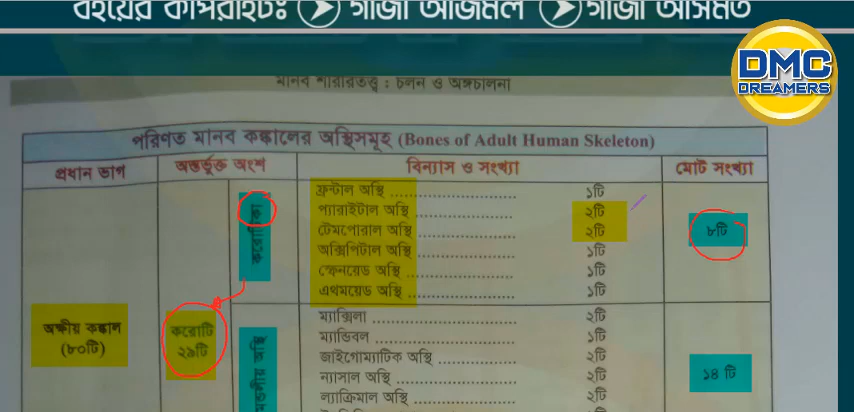 বইয়ের কপিরাইটঃ গাজী আজমল গাজী আসমত
DMC
DREAMERS
মানব শারীরতত্ত্ব : চলন ও অঙ্গচালনা
পরিণত মানব কঙ্কালের অস্থিসমূহ (Bones of Adult Human Skeleton)
প্রধান ভাগ অন্তর্ভুক্ত অংশ বিন্যাস ও সংখ্যা মোট সংখ্যা
ফ্রন্টাল অস্থি ১টি
প্যারাইটাল অস্থি ২টি
টেমপোরাল অস্থি ২টি
অক্সিপিটাল অস্থি ১টি
স্ফেনয়েড অস্থি ১টি
এথময়েড অস্থি ১টি
করোটিকা
৮টি
অক্ষীয় কঙ্কাল
(৮০টি)
করোটি
২৯টি
ম্যাক্সিলা ২টি
ম্যান্ডিবল ১টি
জাইগোম্যাটিক অস্থি ২টি
ন্যাসাল অস্থি ২টি
ল্যাক্রিমাল অস্থি ২টি
১৪ টি